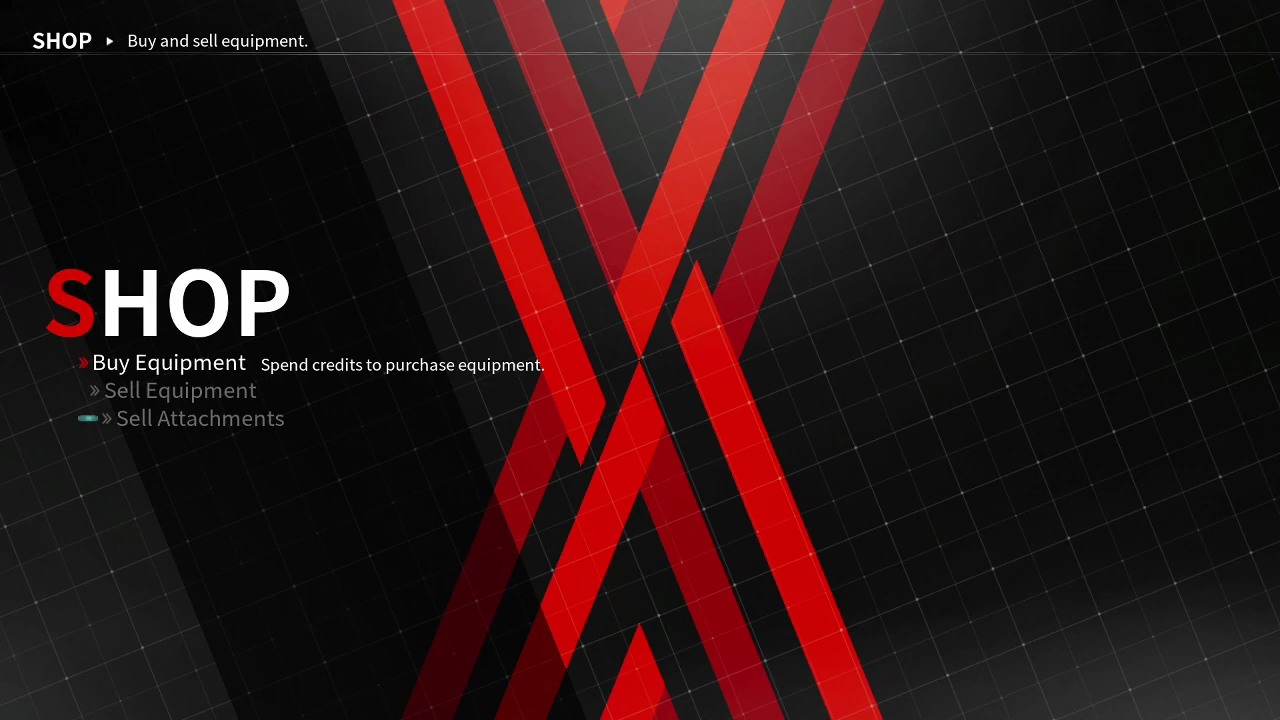 SHOP ▸ Buy and sell equipment.
SHOP
» Buy Equipment Spend credits to purchase equipment.
» Sell Equipment
» Sell Attachments